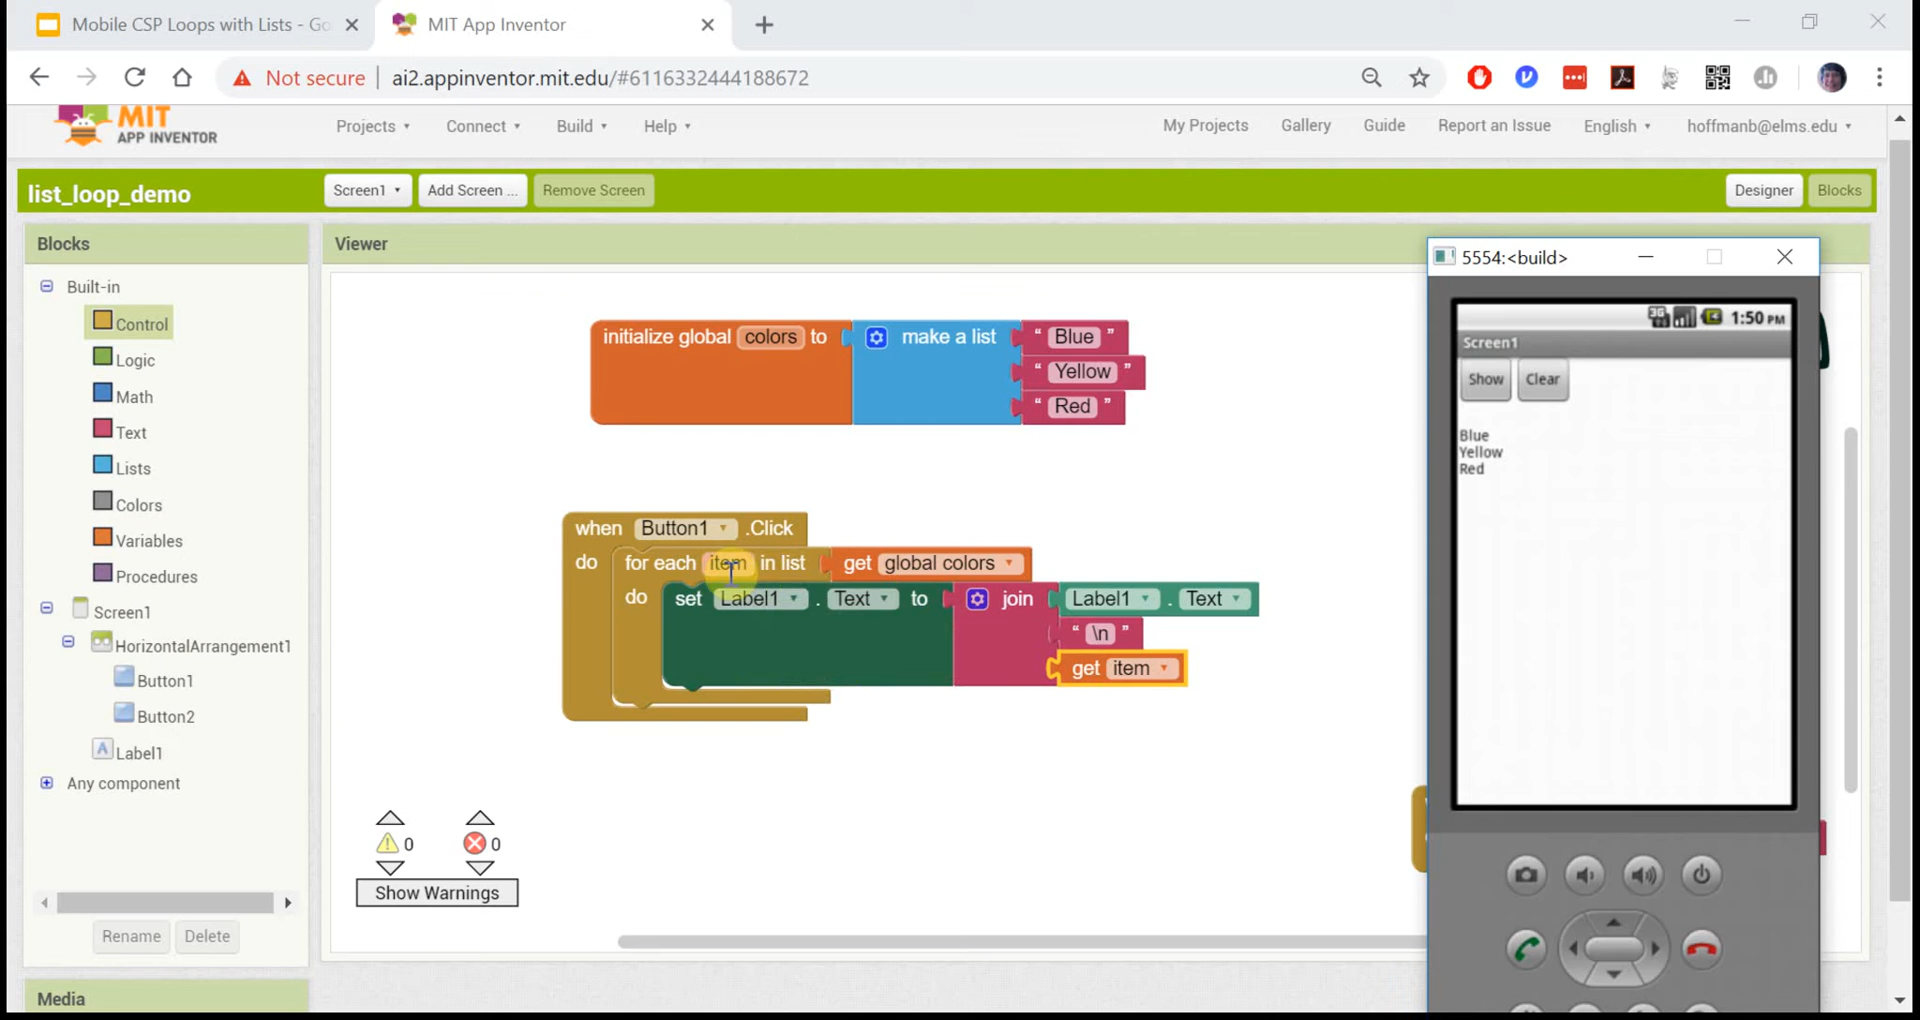 Mobile CSP Loops with Lists - Go
MIT App Inventor
Not secure
ai2.appinventor.mit.edu/#6116332444188672
MIT
APP INVENTOR
Projects
Connect
Build
Help
My Projects
Gallery
Guide
Report an Issue
English
hoffmanb@elms.edu
list_loop_demo
Screen1
Add Screen ...
Remove Screen
Designer
Blocks
Blocks
Built-in
Control
Logic
Math
Text
Lists
Colors
Variables
Procedures
Screen1
HorizontalArrangement1
Button1
Button2
Label1
Any component
Rename
Delete
Media
Viewer
initialize global colors to make a list " Blue "
" Yellow "
" Red "
when Button1 .Click
do for each item in list get global colors
do set Label1 . Text to join Label1 . Text
" \n "
get item
0
0
Show Warnings
5554:<build>
3G
1:50 PM
Screen1
Show
Clear
Blue
Yellow
Red